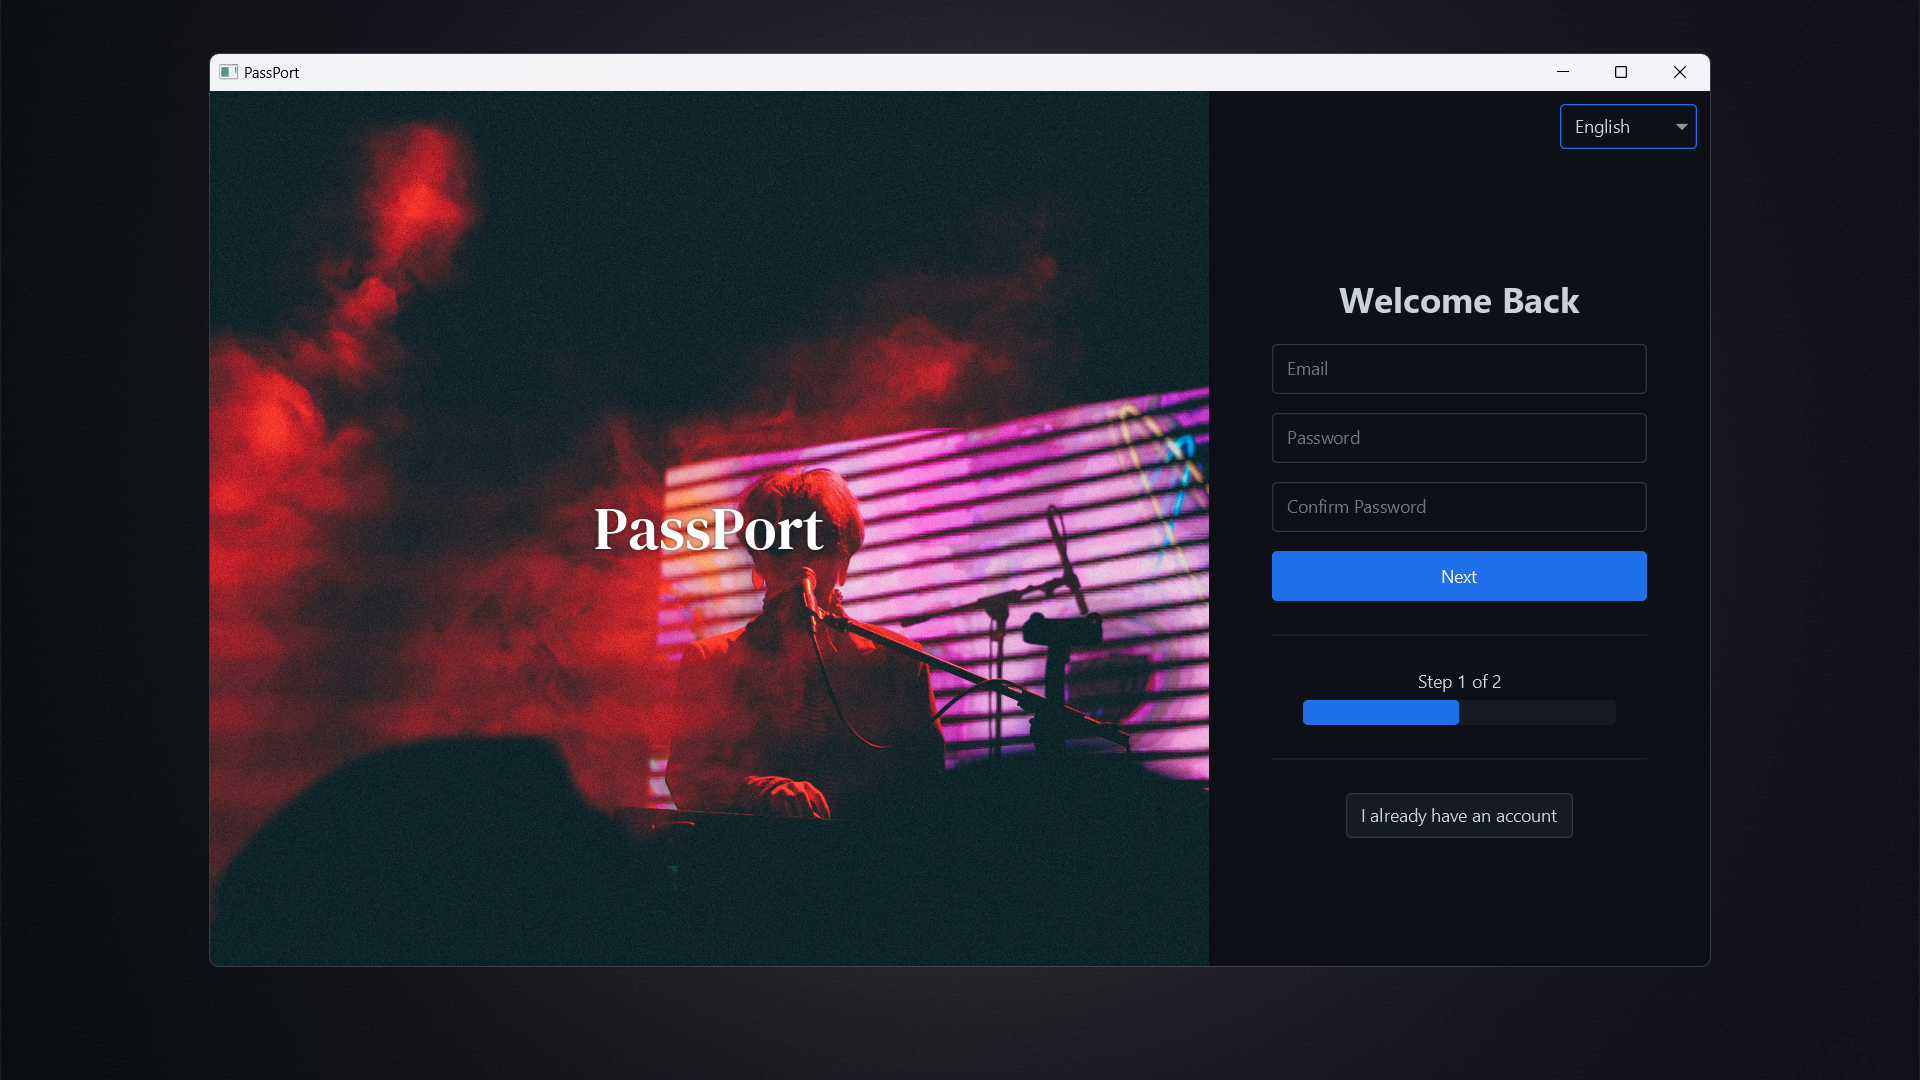 PassPort
English
PassPort
Welcome Back
Email
Password
Confirm Password
Next
Step 1 of 2
I already have an account